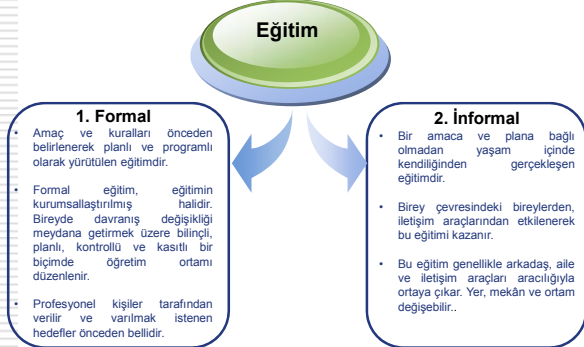 Eğitim
1. Formal
• Amaç ve kuralları önceden
belirlenerek planlı ve programlı
olarak yürütülen eğitimdir.
• Formal eğitim, eğitimin
kurumsallaştırılmış halidir.
Bireyde davranış değişikliği
meydana getirmek üzere bilinçli,
planlı, kontrollü ve kasıtlı bir
biçimde öğretim ortamı
düzenlenir.
• Profesyonel kişiler tarafından
verilir ve varılmak istenen
hedefler önceden bellidir.
2. İnformal
• Bir amaca ve plana bağlı
olmadan yaşam içinde
kendiliğinden gerçekleşen
eğitimdir.
• Birey çevresindeki bireylerden,
iletişim araçlarından etkilenerek
bu eğitimi kazanır.
• Bu eğitim genellikle arkadaş, aile
ve iletişim araçları aracılığıyla
ortaya çıkar. Yer, mekân ve ortam
değişebilir..